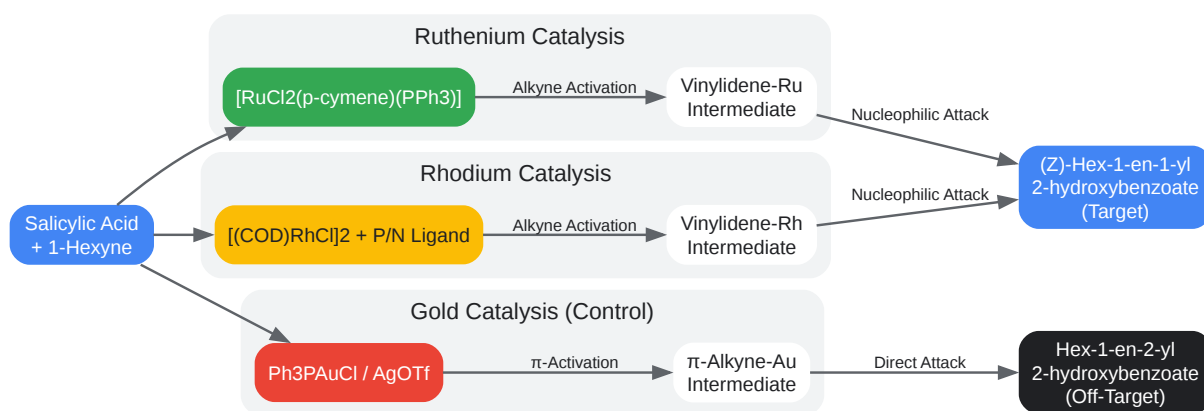 Ruthenium Catalysis
[RuCl2(p-cymene)(PPh3)]
Alkyne Activation
Vinylidene-Ru
Intermediate
Nucleophilic Attack
Rhodium Catalysis
Salicylic Acid
+ 1-Hexyne
[(COD)RhCl]2 + P/N Ligand
Alkyne Activation
Vinylidene-Rh
Intermediate
Nucleophilic Attack
(Z)-Hex-1-en-1-yl
2-hydroxybenzoate
(Target)
Gold Catalysis (Control)
Ph3PAuCl / AgOTf
π-Activation
π-Alkyne-Au
Intermediate
Direct Attack
Hex-1-en-2-yl
2-hydroxybenzoate
(Off-Target)